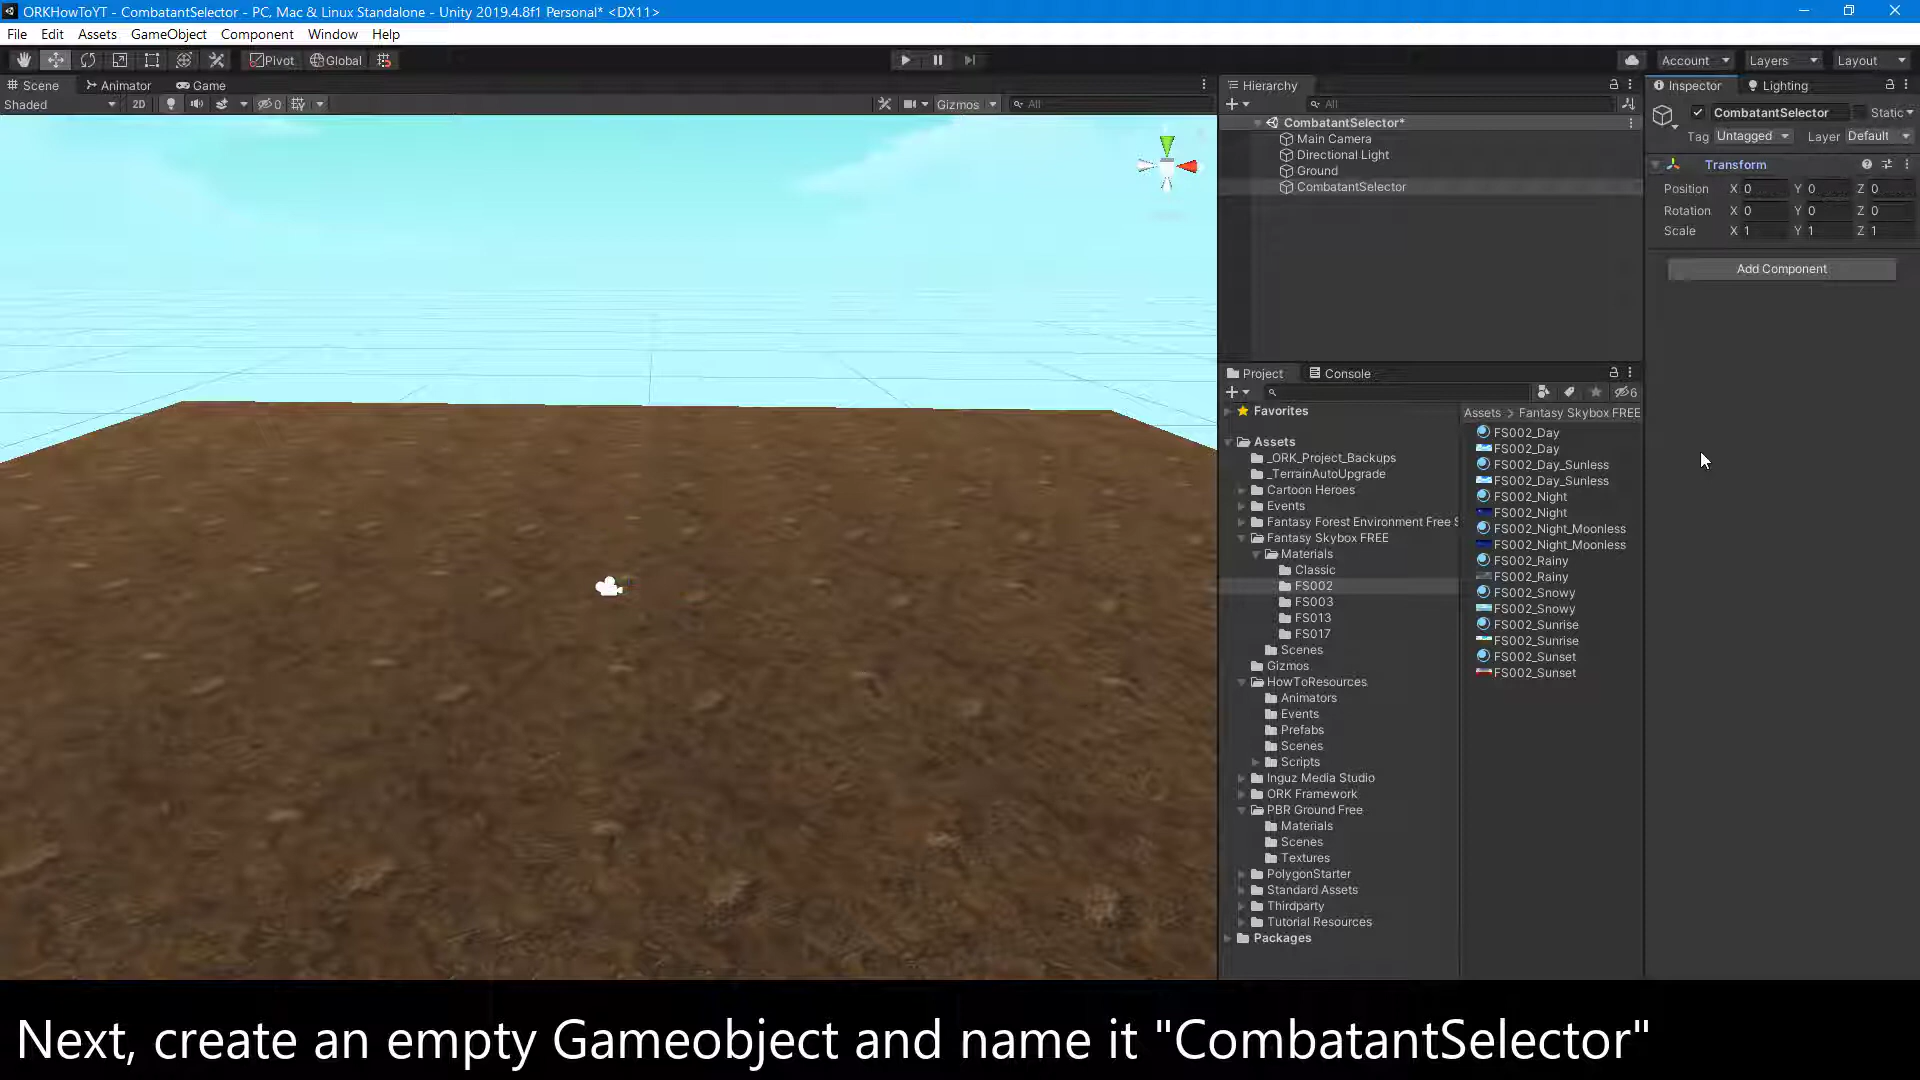 ORKHowToYT - CombatantSelector - PC, Mac & Linux Standalone - Unity 2019.4.8f1 Personal* <DX11>
File Edit Assets GameObject Component Window Help
Pivot Global Account Layers Layout
Scene Animator Game
Shaded 2D 0 Gizmos All
Hierarchy
All
CombatantSelector*
Main Camera
Directional Light
Ground
CombatantSelector
Project Console
6
Favorites
Assets
_ORK_Project_Backups
_TerrainAutoUpgrade
Cartoon Heroes
Events
Fantasy Forest Environment Free S
Fantasy Skybox FREE
Materials
Classic
FS002
FS003
FS013
FS017
Scenes
Gizmos
HowToResources
Animators
Events
Prefabs
Scenes
Scripts
Inguz Media Studio
ORK Framework
PBR Ground Free
Materials
Scenes
Textures
PolygonStarter
Standard Assets
Thirdparty
Tutorial Resources
Packages
Assets > Fantasy Skybox FREE
FS002_Day
FS002_Day
FS002_Day_Sunless
FS002_Day_Sunless
FS002_Night
FS002_Night
FS002_Night_Moonless
FS002_Night_Moonless
FS002_Rainy
FS002_Rainy
FS002_Snowy
FS002_Snowy
FS002_Sunrise
FS002_Sunrise
FS002_Sunset
FS002_Sunset
Inspector Lighting
CombatantSelector Static
Tag Untagged Layer Default
Transform
Position X 0 Y 0 Z 0
Rotation X 0 Y 0 Z 0
Scale X 1 Y 1 Z 1
Add Component
Next, create an empty Gameobject and name it "CombatantSelector"